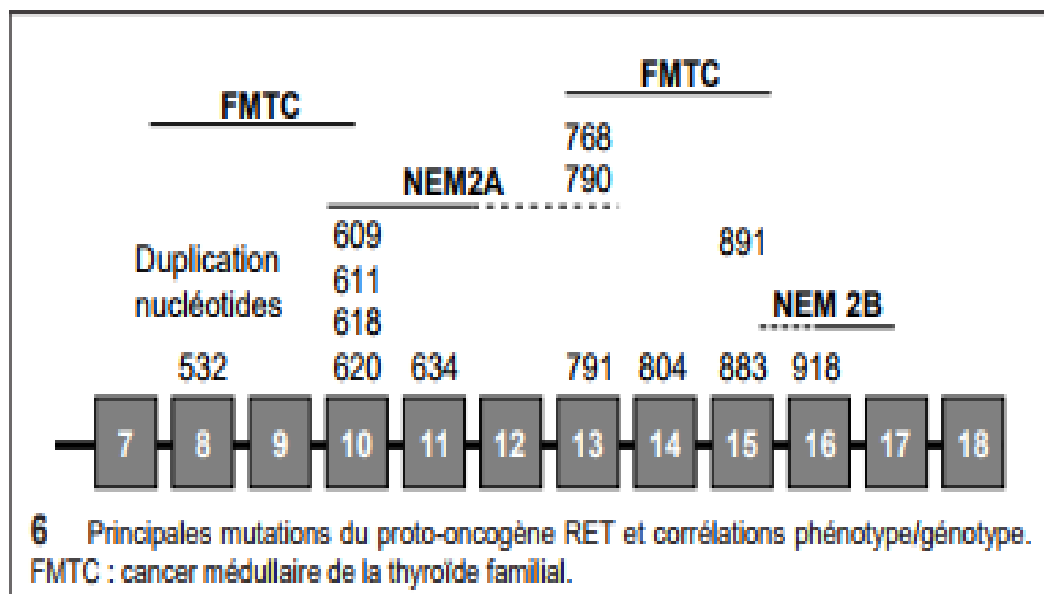 FMTC
FMTC
768
790
NEM2A
609
891
Duplication
nucléotides
611
618
NEM 2B
532 620 634 791 804 883 918
7 8 9 10 11 12 13 14 15 16 17 18
6 Principales mutations du proto-oncogène RET et corrélations phénotype/génotype.
FMTC : cancer médullaire de la thyroïde familial.